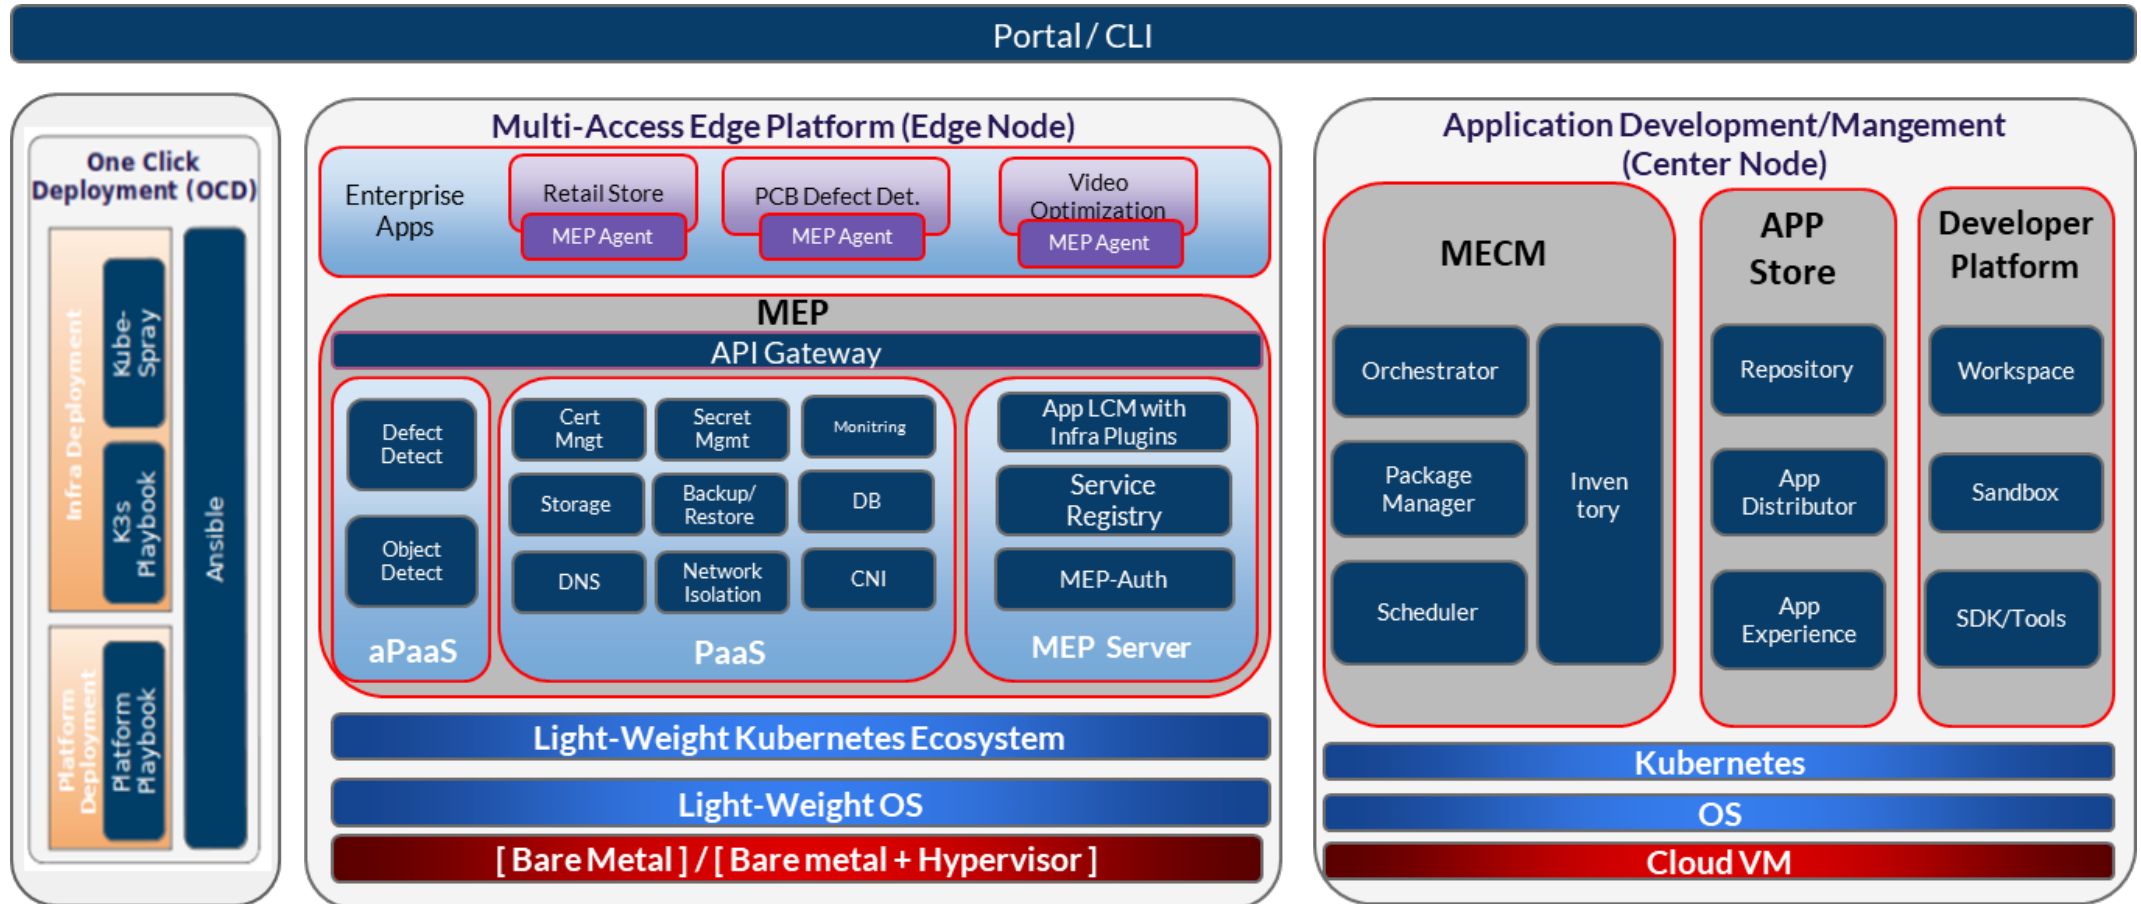 Portal / CLI
One Click
Deployment (OCD)
Infra Deployment
Kube-
Spray
K3s
Playbook
Ansible
Platform
Deployment
Platform
Playbook
Multi-Access Edge Platform (Edge Node)
Enterprise
Apps
Retail Store
MEP Agent
PCB Defect Det.
MEP Agent
Video
Optimization
MEP Agent
MEP
API Gateway
Defect
Detect
Object
Detect
aPaaS
Cert
Mngt
Secret
Mgmt
Monitring
Storage
Backup/
Restore
DB
DNS
Network
Isolation
CNI
PaaS
App LCM with
Infra Plugins
Service
Registry
MEP-Auth
MEP Server
Light-Weight Kubernetes Ecosystem
Light-Weight OS
[ Bare Metal ] / [ Bare metal + Hypervisor ]
Application Development/Mangement
(Center Node)
MECM
Orchestrator
Package
Manager
Scheduler
Inven
tory
APP
Store
Repository
App
Distributor
App
Experience
Developer
Platform
Workspace
Sandbox
SDK/Tools
Kubernetes
OS
Cloud VM